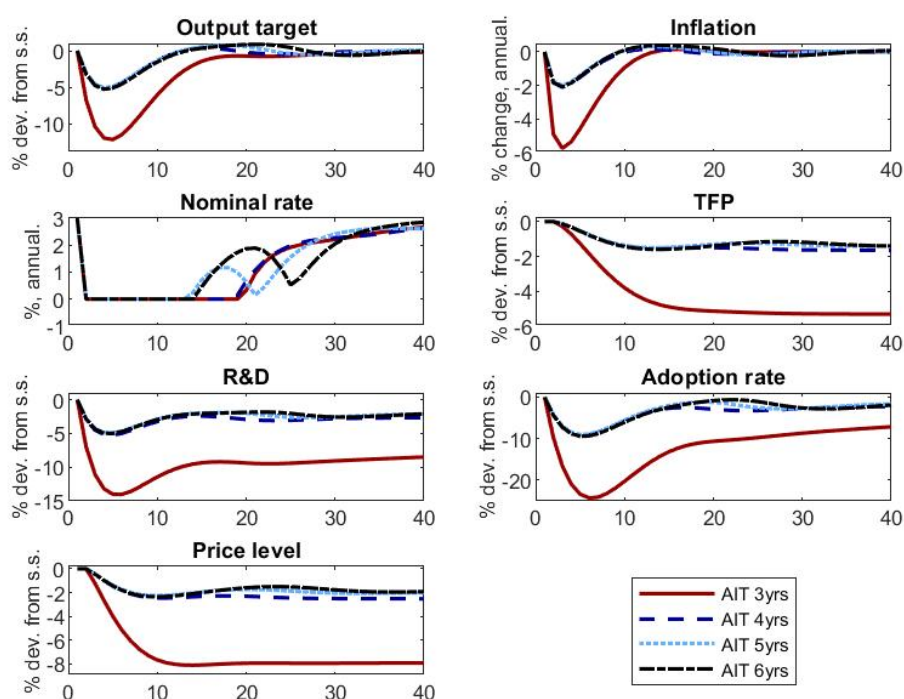 Output target
% dev. from s.s.
0
-5
-10
0 10 20 30 40
Inflation
% change, annual.
0
-2
-4
-6
0 10 20 30 40
Nominal rate
%, annual.
3
2
1
0
-1
0 10 20 30 40
TFP
% dev. from s.s.
0
-2
-4
-6
0 10 20 30 40
R&D
% dev. from s.s.
0
-5
-10
-15
0 10 20 30 40
Adoption rate
% dev. from s.s.
0
-10
-20
0 10 20 30 40
Price level
% dev. from s.s.
0
-2
-4
-6
-8
0 10 20 30 40
AIT 3yrs
AIT 4yrs
AIT 5yrs
AIT 6yrs